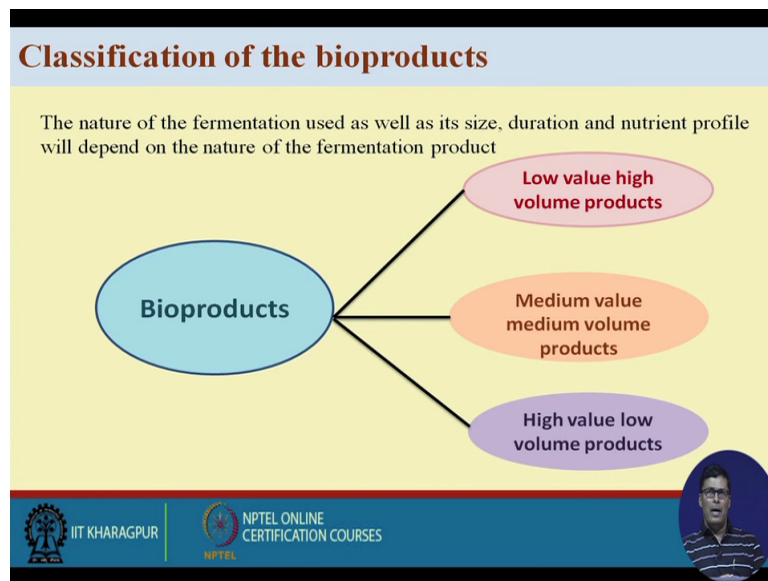 Classification of the bioproducts
The nature of the fermentation used as well as its size, duration and nutrient profile
will depend on the nature of the fermentation product
Low value high
volume products
Bioproducts
Medium value
medium volume
products
High value low
volume products
IIT KHARAGPUR
NPTEL
NPTEL ONLINE
CERTIFICATION COURSES